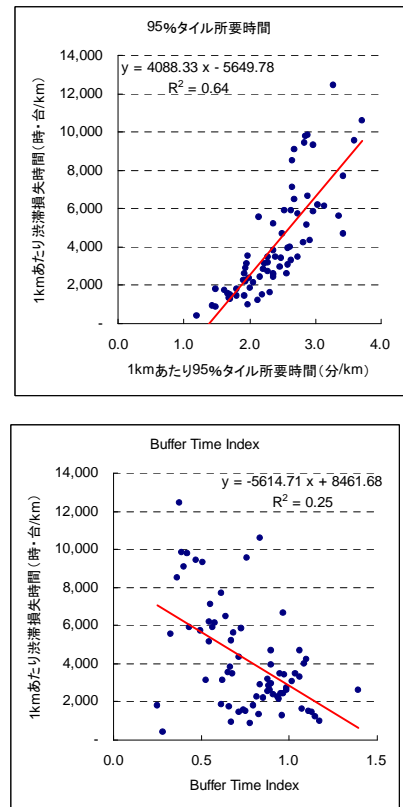 95%タイル所要時間
y = 4088.33 x - 5649.78
R² = 0.64
14,000
12,000
10,000
8,000
6,000
4,000
2,000
-
0.0 1.0 2.0 3.0 4.0
1kmあたり95%タイル所要時間(分/km)
1kmあたり渋滞損失時間(時・台/km)
Buffer Time Index
y = -5614.71 x + 8461.68
R² = 0.25
14,000
12,000
10,000
8,000
6,000
4,000
2,000
-
0.0 0.5 1.0 1.5
Buffer Time Index
1kmあたり渋滞損失時間(時・台/km)